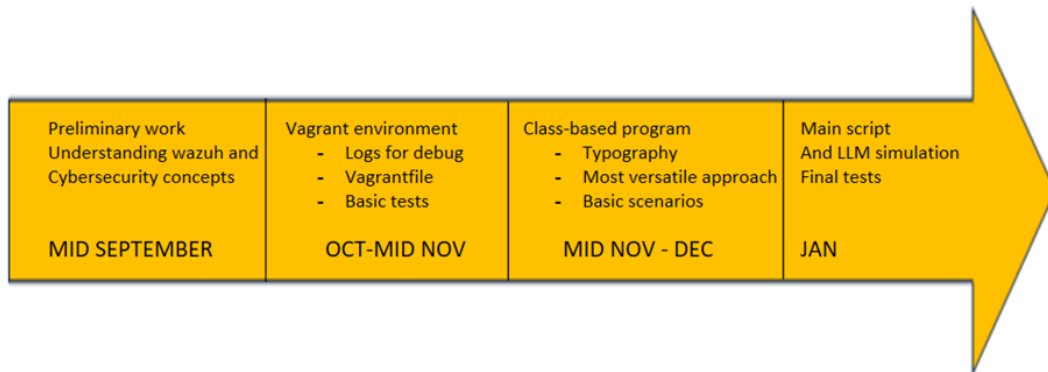 Preliminary work
Understanding wazuh and
Cybersecurity concepts
MID SEPTEMBER
Vagrant environment
- Logs for debug
- Vagrantfile
- Basic tests
OCT-MID NOV
Class-based program
- Typography
- Most versatile approach
- Basic scenarios
MID NOV - DEC
Main script
And LLM simulation
Final tests
JAN